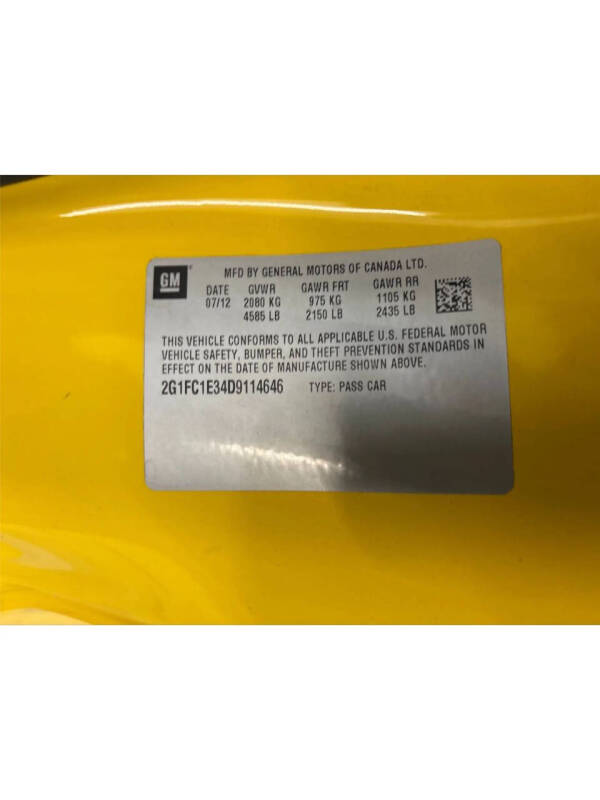 GM
MFD BY GENERAL MOTORS OF CANADA LTD.
DATE GVWR GAWR FRT GAWR RR
07/12 2080 KG 975 KG 1105 KG
4585 LB 2150 LB 2435 LB
THIS VEHICLE CONFORMS TO ALL APPLICABLE U.S. FEDERAL MOTOR
VEHICLE SAFETY, BUMPER, AND THEFT PREVENTION STANDARDS IN
EFFECT ON THE DATE OF MANUFACTURE SHOWN ABOVE.
2G1FC1E34D9114646 TYPE: PASS CAR